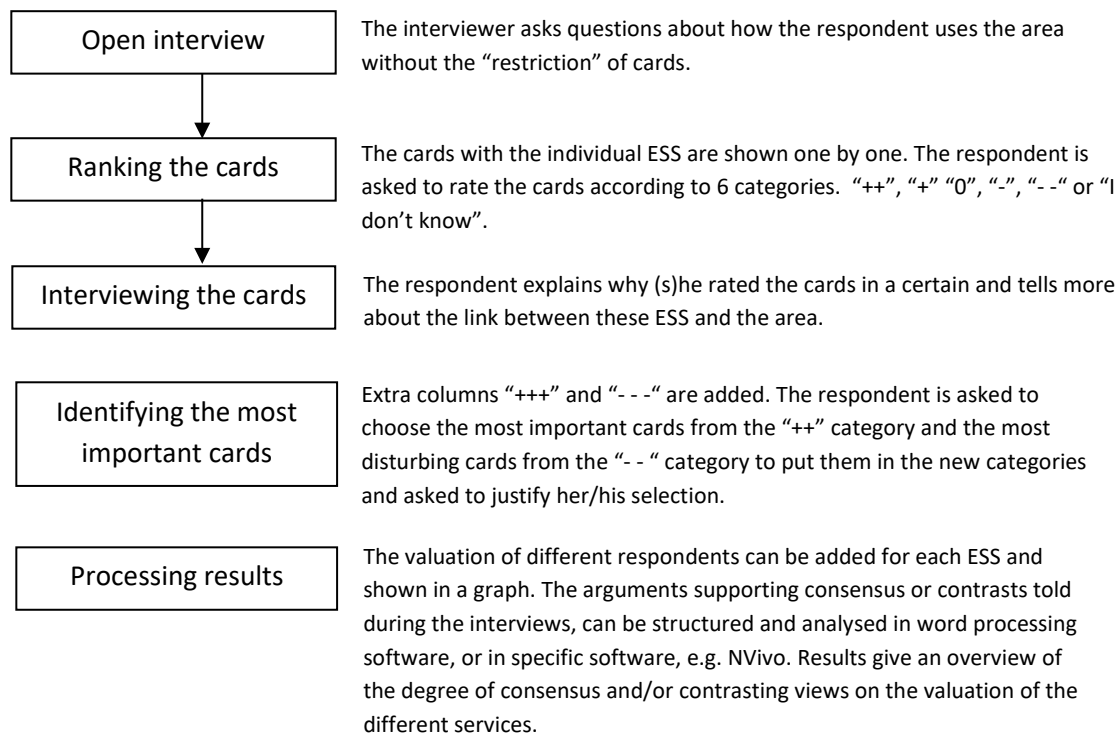 Open interview
The interviewer asks questions about how the respondent uses the area
without the “restriction” of cards.
Ranking the cards
The cards with the individual ESS are shown one by one. The respondent is
asked to rate the cards according to 6 categories. “++”, “+” “0”, “-”, “- -“ or “I
don’t know”.
Interviewing the cards
The respondent explains why (s)he rated the cards in a certain and tells more
about the link between these ESS and the area.
Identifying the most
important cards
Extra columns “+++” and “- - -“ are added. The respondent is asked to
choose the most important cards from the “++” category and the most
disturbing cards from the “- - “ category to put them in the new categories
and asked to justify her/his selection.
Processing results
The valuation of different respondents can be added for each ESS and
shown in a graph. The arguments supporting consensus or contrasts told
during the interviews, can be structured and analysed in word processing
software, or in specific software, e.g. NVivo. Results give an overview of
the degree of consensus and/or contrasting views on the valuation of the
different services.